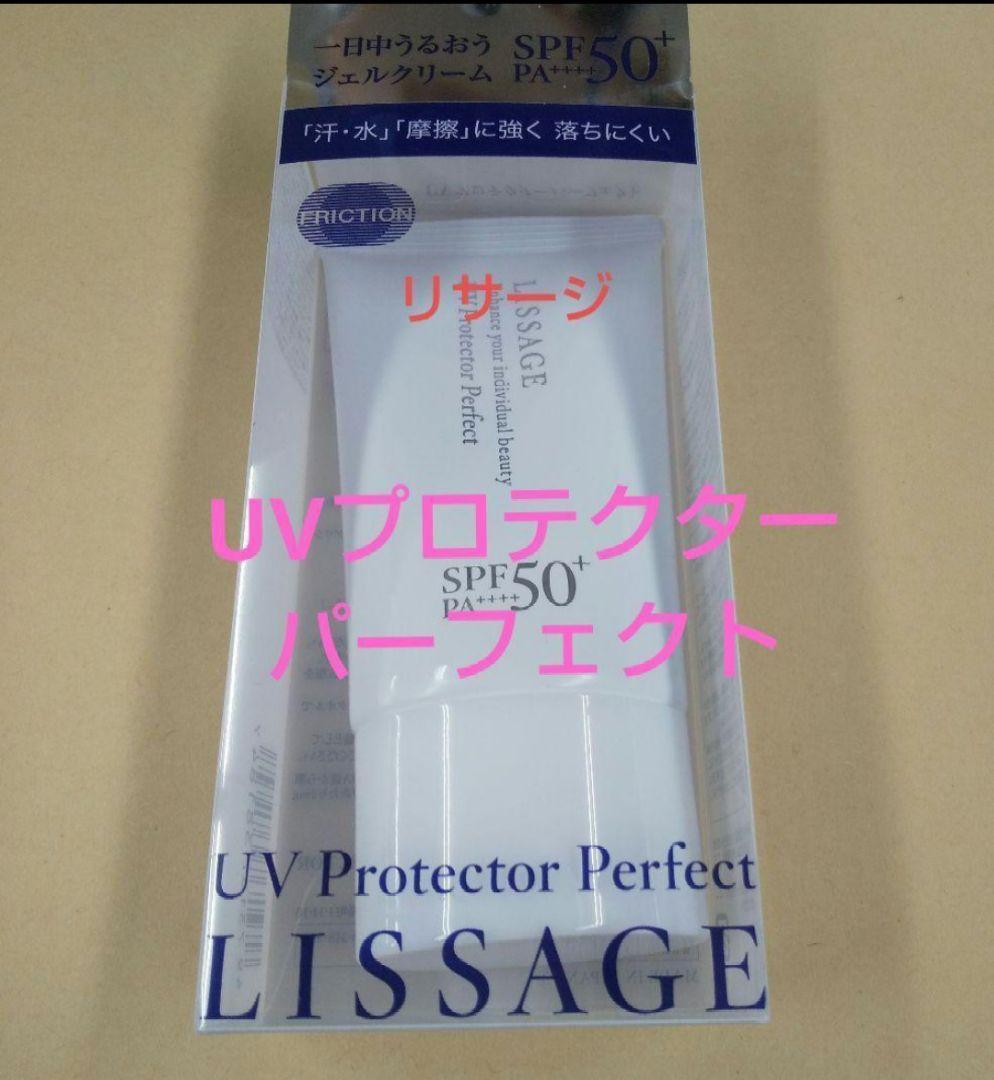 一日中うるおう
ジェルクリーム
SPF50+
PA++++
「汗・水」「摩擦」に強く 落ちにくい
FRICTION
リサージ
LISSAGE
enhance your individual beauty
UV Protector Perfect
UVプロテクター
SPF50+
PA++++
パーフェクト
UV Protector Perfect
LISSAGE